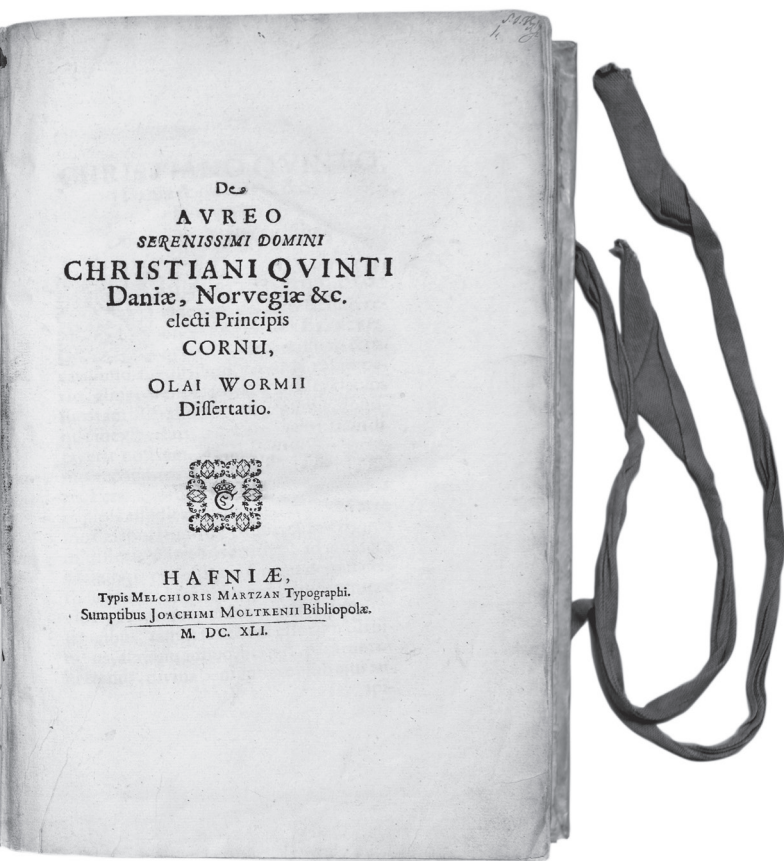 De
AVREO
SERENISSIMI DOMINI
CHRISTIANI QVINTI
Daniæ, Norvegiæ &c.
electi Principis
CORNU,
OLAI WORMII
Dissertatio.
HAFNIÆ,
Typis MELCHIORIS MARTZAN Typographi.
Sumptibus JOACHIMI MOLTKENII Bibliopolæ.
M. DC. XLI.